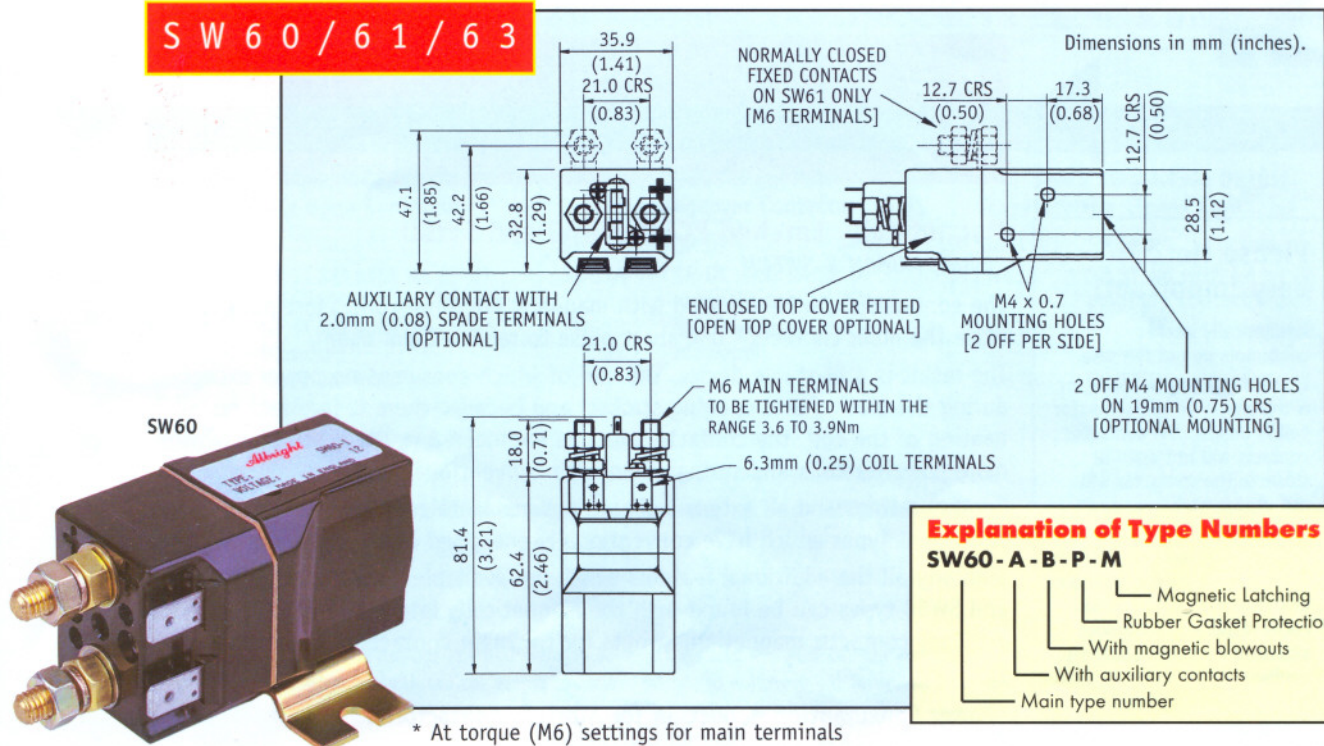 SW60/61/63
Dimensions in mm (inches).
35.9
(1.41)
21.0 CRS
(0.83)
47.1
(1.85)
42.2
(1.66)
32.8
(1.29)
AUXILIARY CONTACT WITH
2.0mm (0.08) SPADE TERMINALS
[OPTIONAL]
NORMALLY CLOSED
FIXED CONTACTS
ON SW61 ONLY
[M6 TERMINALS]
12.7 CRS
(0.50)
17.3
(0.68)
12.7 CRS
(0.50)
28.5
(1.12)
ENCLOSED TOP COVER FITTED
[OPEN TOP COVER OPTIONAL]
M4 x 0.7
MOUNTING HOLES
[2 OFF PER SIDE]
2 OFF M4 MOUNTING HOLES
ON 19mm (0.75) CRS
[OPTIONAL MOUNTING]
21.0 CRS
(0.83)
M6 MAIN TERMINALS
TO BE TIGHTENED WITHIN THE
RANGE 3.6 TO 3.9Nm
6.3mm (0.25) COIL TERMINALS
18.0
(0.71)
81.4
(3.21)
62.4
(2.46)
SW60
Albright
TYPE: SW60-1
VOLTAGE: 12
MADE IN ENGLAND
Explanation of Type Numbers
SW60-A-B-P-M
Magnetic Latching
Rubber Gasket Protectio
With magnetic blowouts
With auxiliary contacts
Main type number
* At torque (M6) settings for main terminals